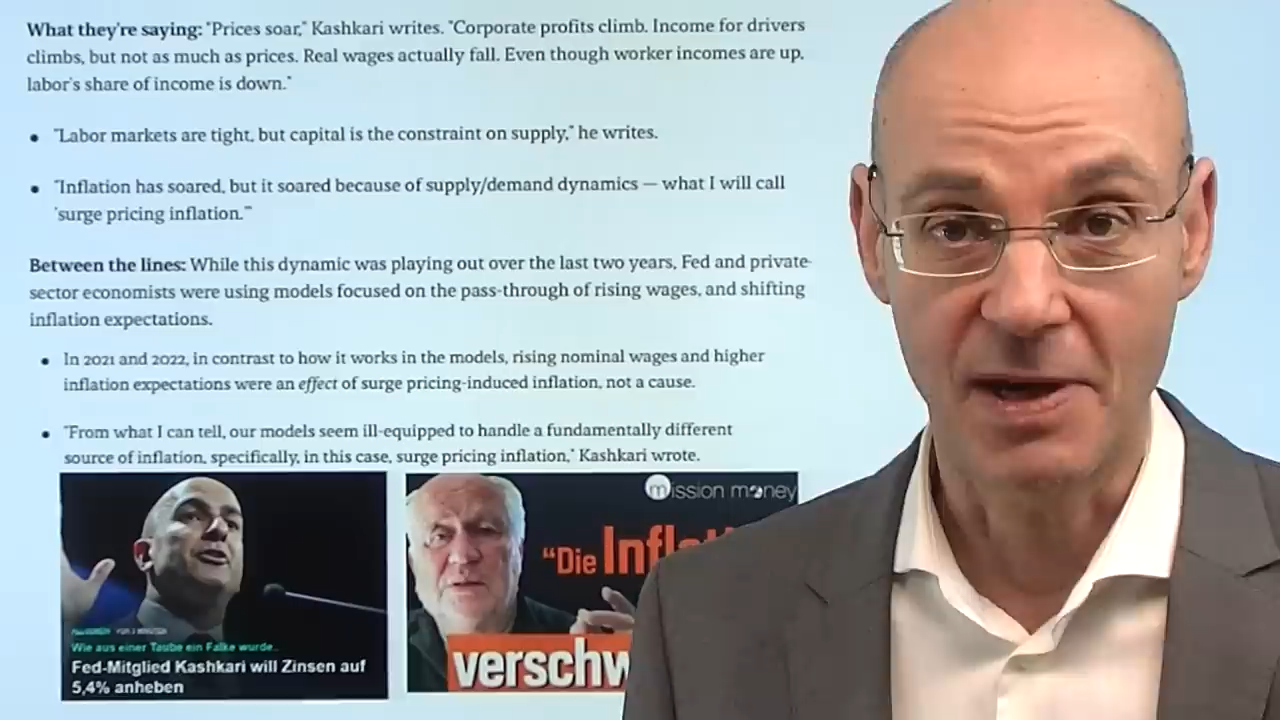 What they're saying: "Prices soar," Kashkari writes. "Corporate profits climb. Income for drivers
climbs, but not as much as prices. Real wages actually fall. Even though worker incomes are up,
labor's share of income is down."
• "Labor markets are tight, but capital is the constraint on supply," he writes.
• "Inflation has soared, but it soared because of supply/demand dynamics — what I will call
'surge pricing inflation.'"
Between the lines: While this dynamic was playing out over the last two years, Fed and private-
sector economists were using models focused on the pass-through of rising wages, and shifting
inflation expectations.
• In 2021 and 2022, in contrast to how it works in the models, rising nominal wages and higher
inflation expectations were an effect of surge pricing-induced inflation, not a cause.
• "From what I can tell, our models seem ill-equipped to handle a fundamentally different
source of inflation, specifically, in this case, surge pricing inflation," Kashkari wrote.
Wie aus einer Taube ein Falke wurde..
Fed-Mitglied Kashkari will Zinsen auf
5,4% anheben
mission money
"Die Infl
verschw